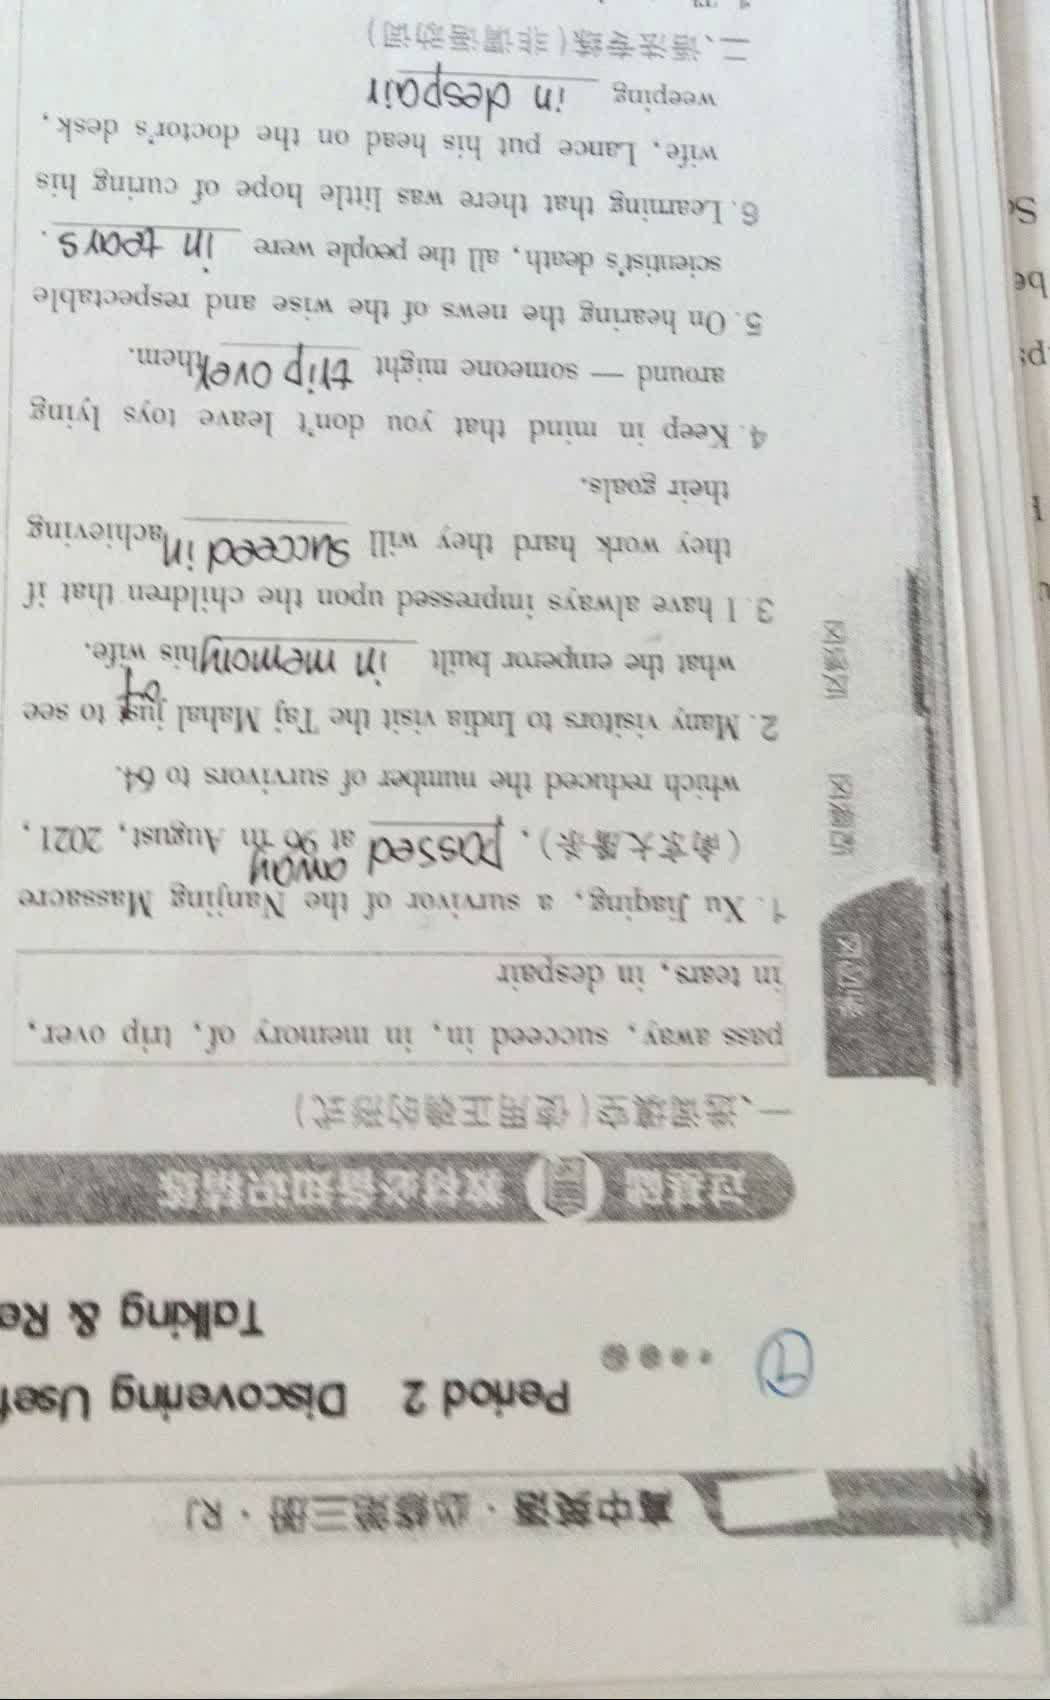 高中英语·必修第三册·RJ
Period 2 Discovering Usef
Talking & Re
过基础 教材必备知识精练
一、选词填空(使用正确的形式)
pass away, succeed in, in memory of, trip over,
in tears, in despair
1. Xu Jiaqing, a survivor of the Nanjing Massacre
(南京大屠杀), passed away at 96 in August, 2021,
which reduced the number of survivors to 64.
2. Many visitors to India visit the Taj Mahal just to see
what the emperor built in memory of his wife.
3. I have always impressed upon the children that if
they work hard they will succeed in achieving
their goals.
4. Keep in mind that you don't leave toys lying
around — someone might trip over them.
5. On hearing the news of the wise and respectable
scientist's death, all the people were in tears.
6. Learning that there was little hope of curing his
wife, Lance put his head on the doctor's desk,
weeping in despair
二、语法专练(非谓语动词)